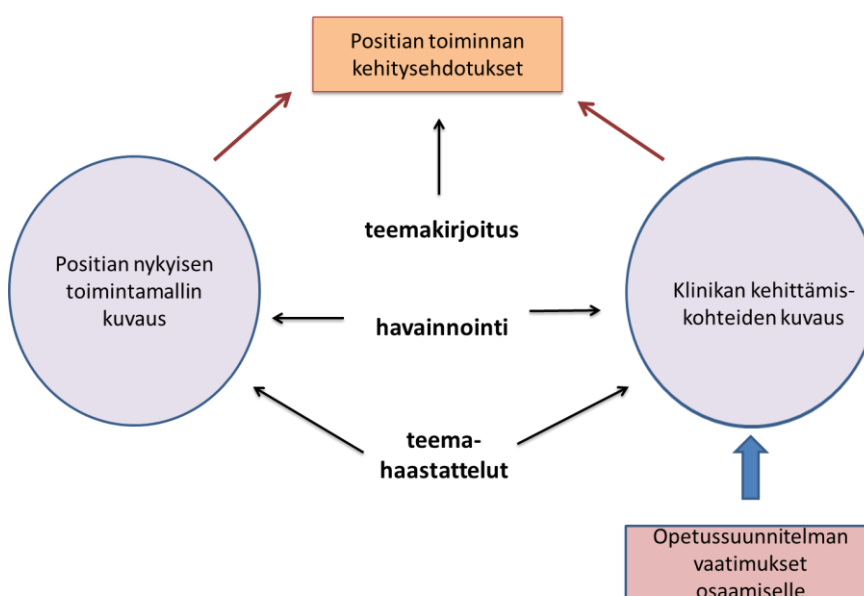 Positian toiminnan
kehitysehdotukset
teemakirjoitus
Positian nykyisen
toimintamallin
kuvaus
havainnointi
Klinikan kehittämis-
kohteiden kuvaus
teema-
haastattelut
Opetussuunnitelman
vaatimukset
osaamiselle